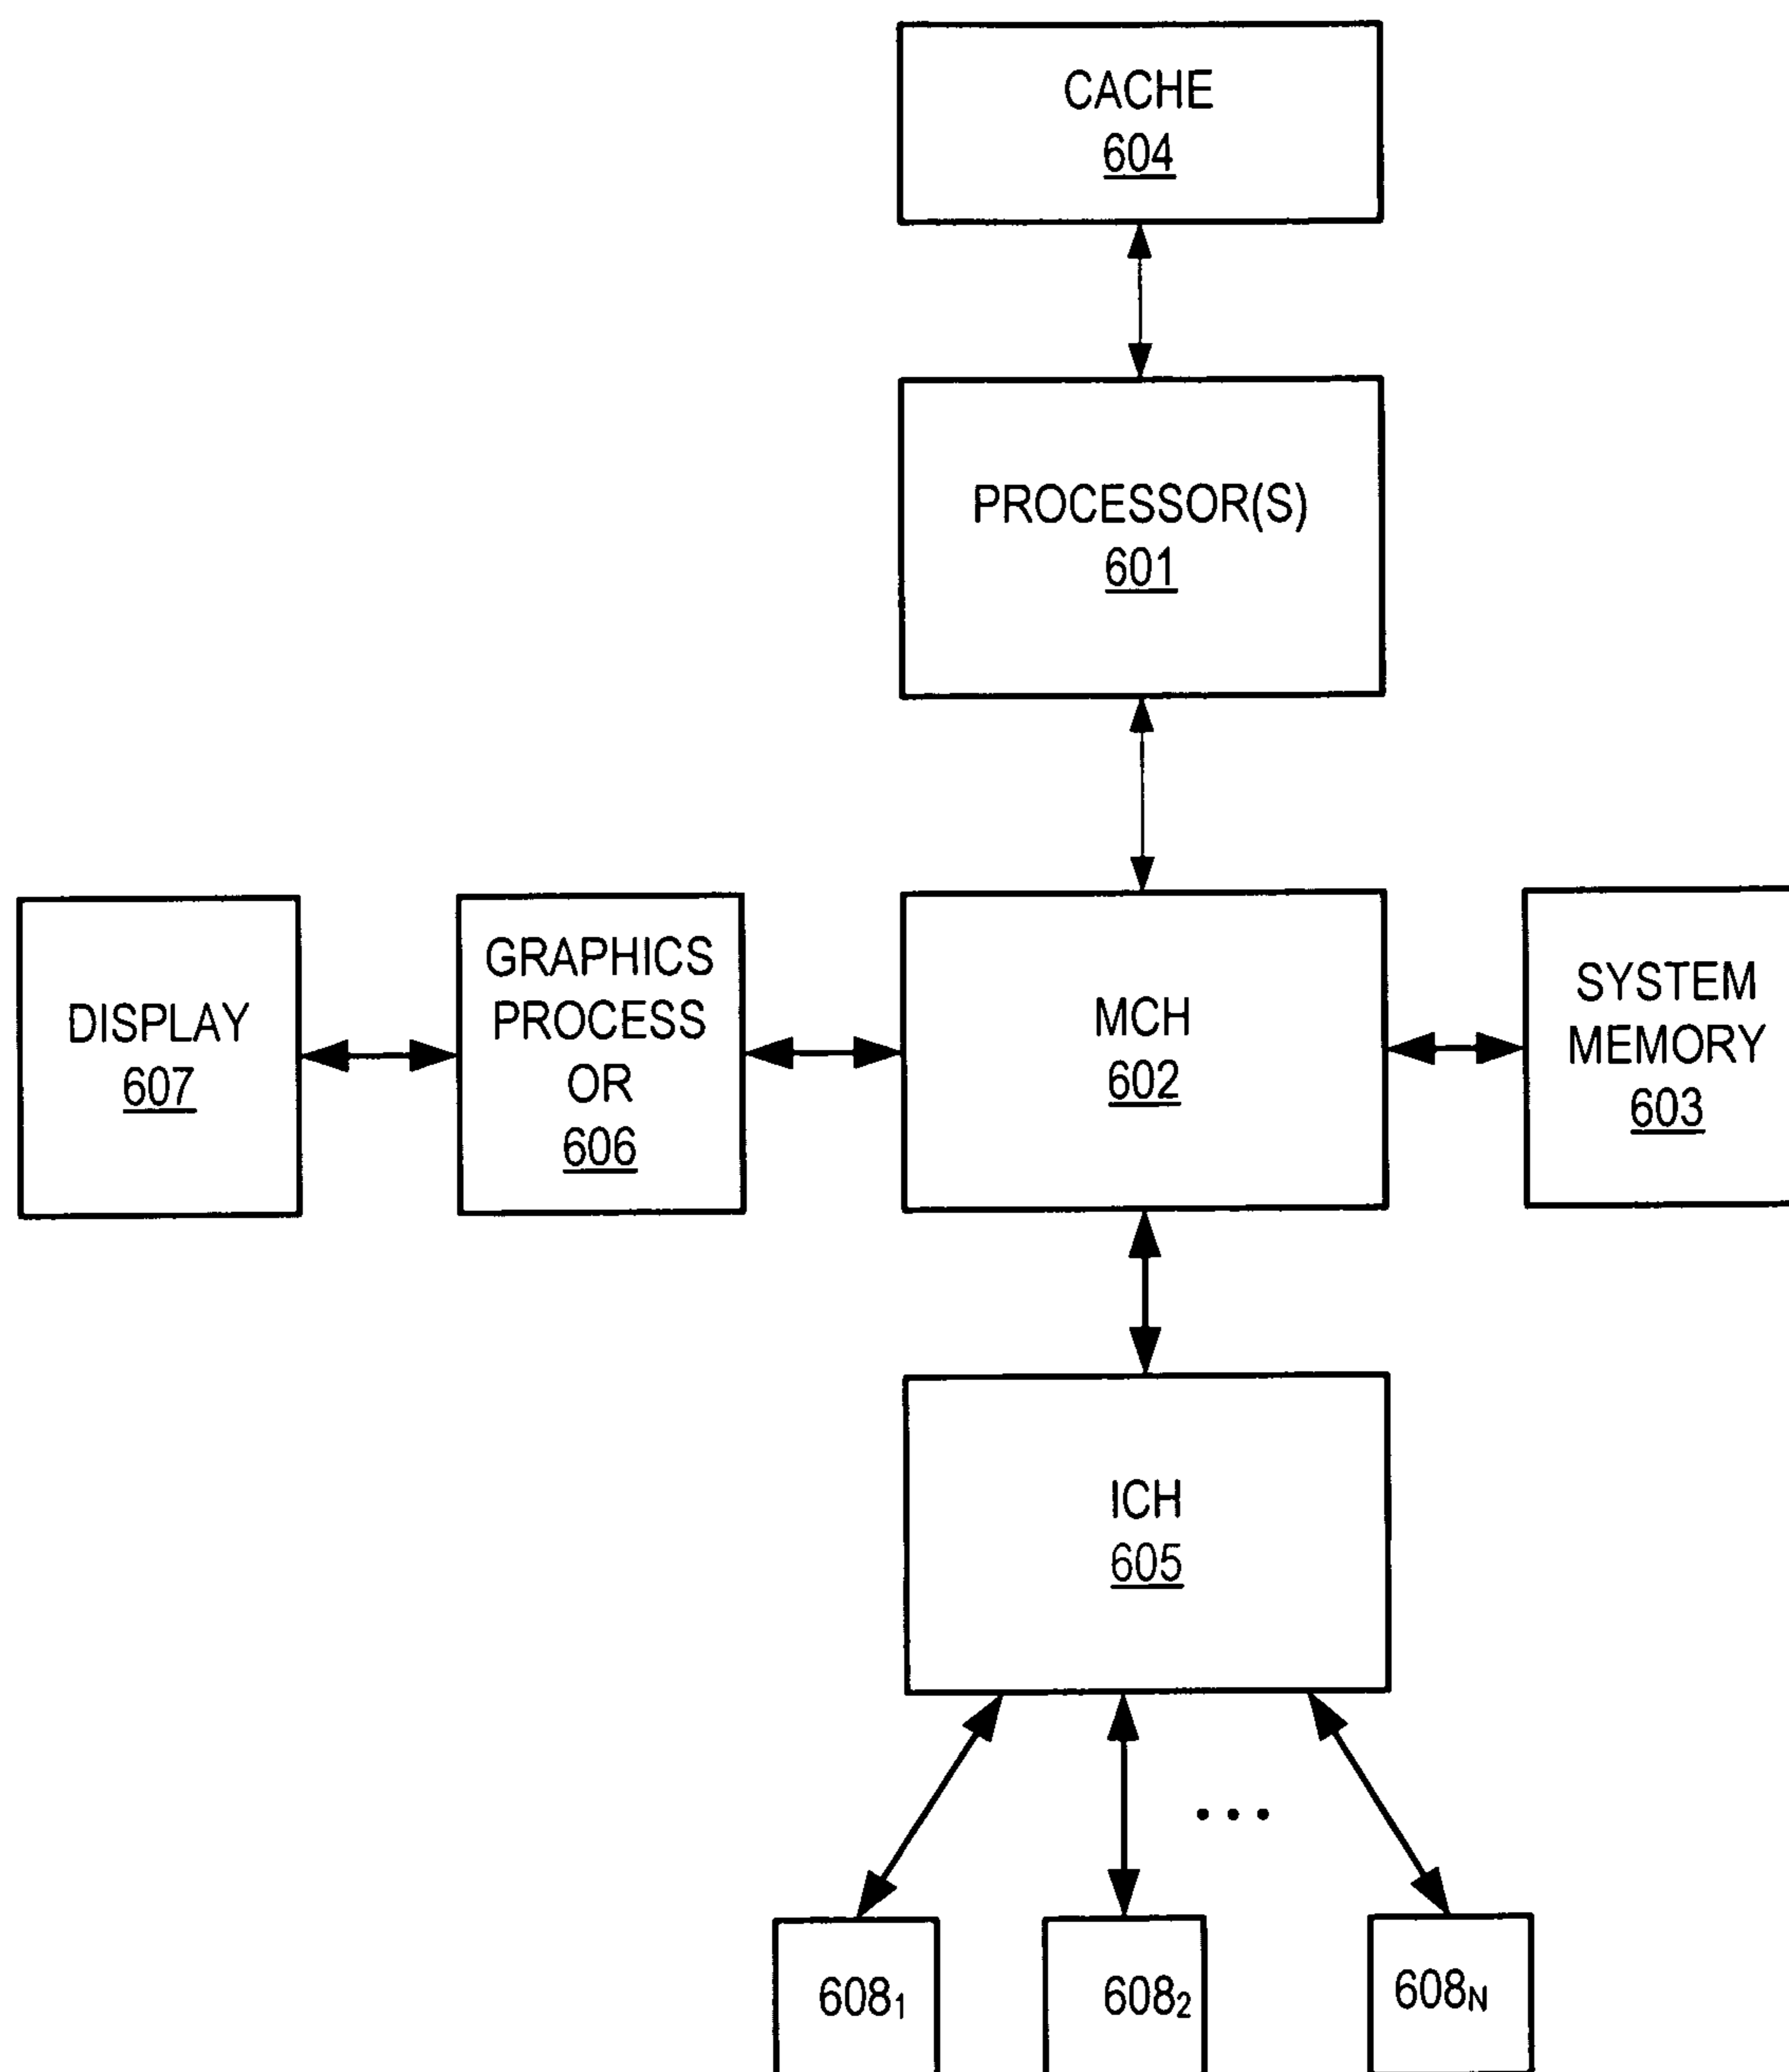 CACHE
604
PROCESSOR(S)
601
DISPLAY
607
GRAPHICS
PROCESS
OR
606
MCH
602
SYSTEM
MEMORY
603
ICH
605
...
608₁
608₂
608N